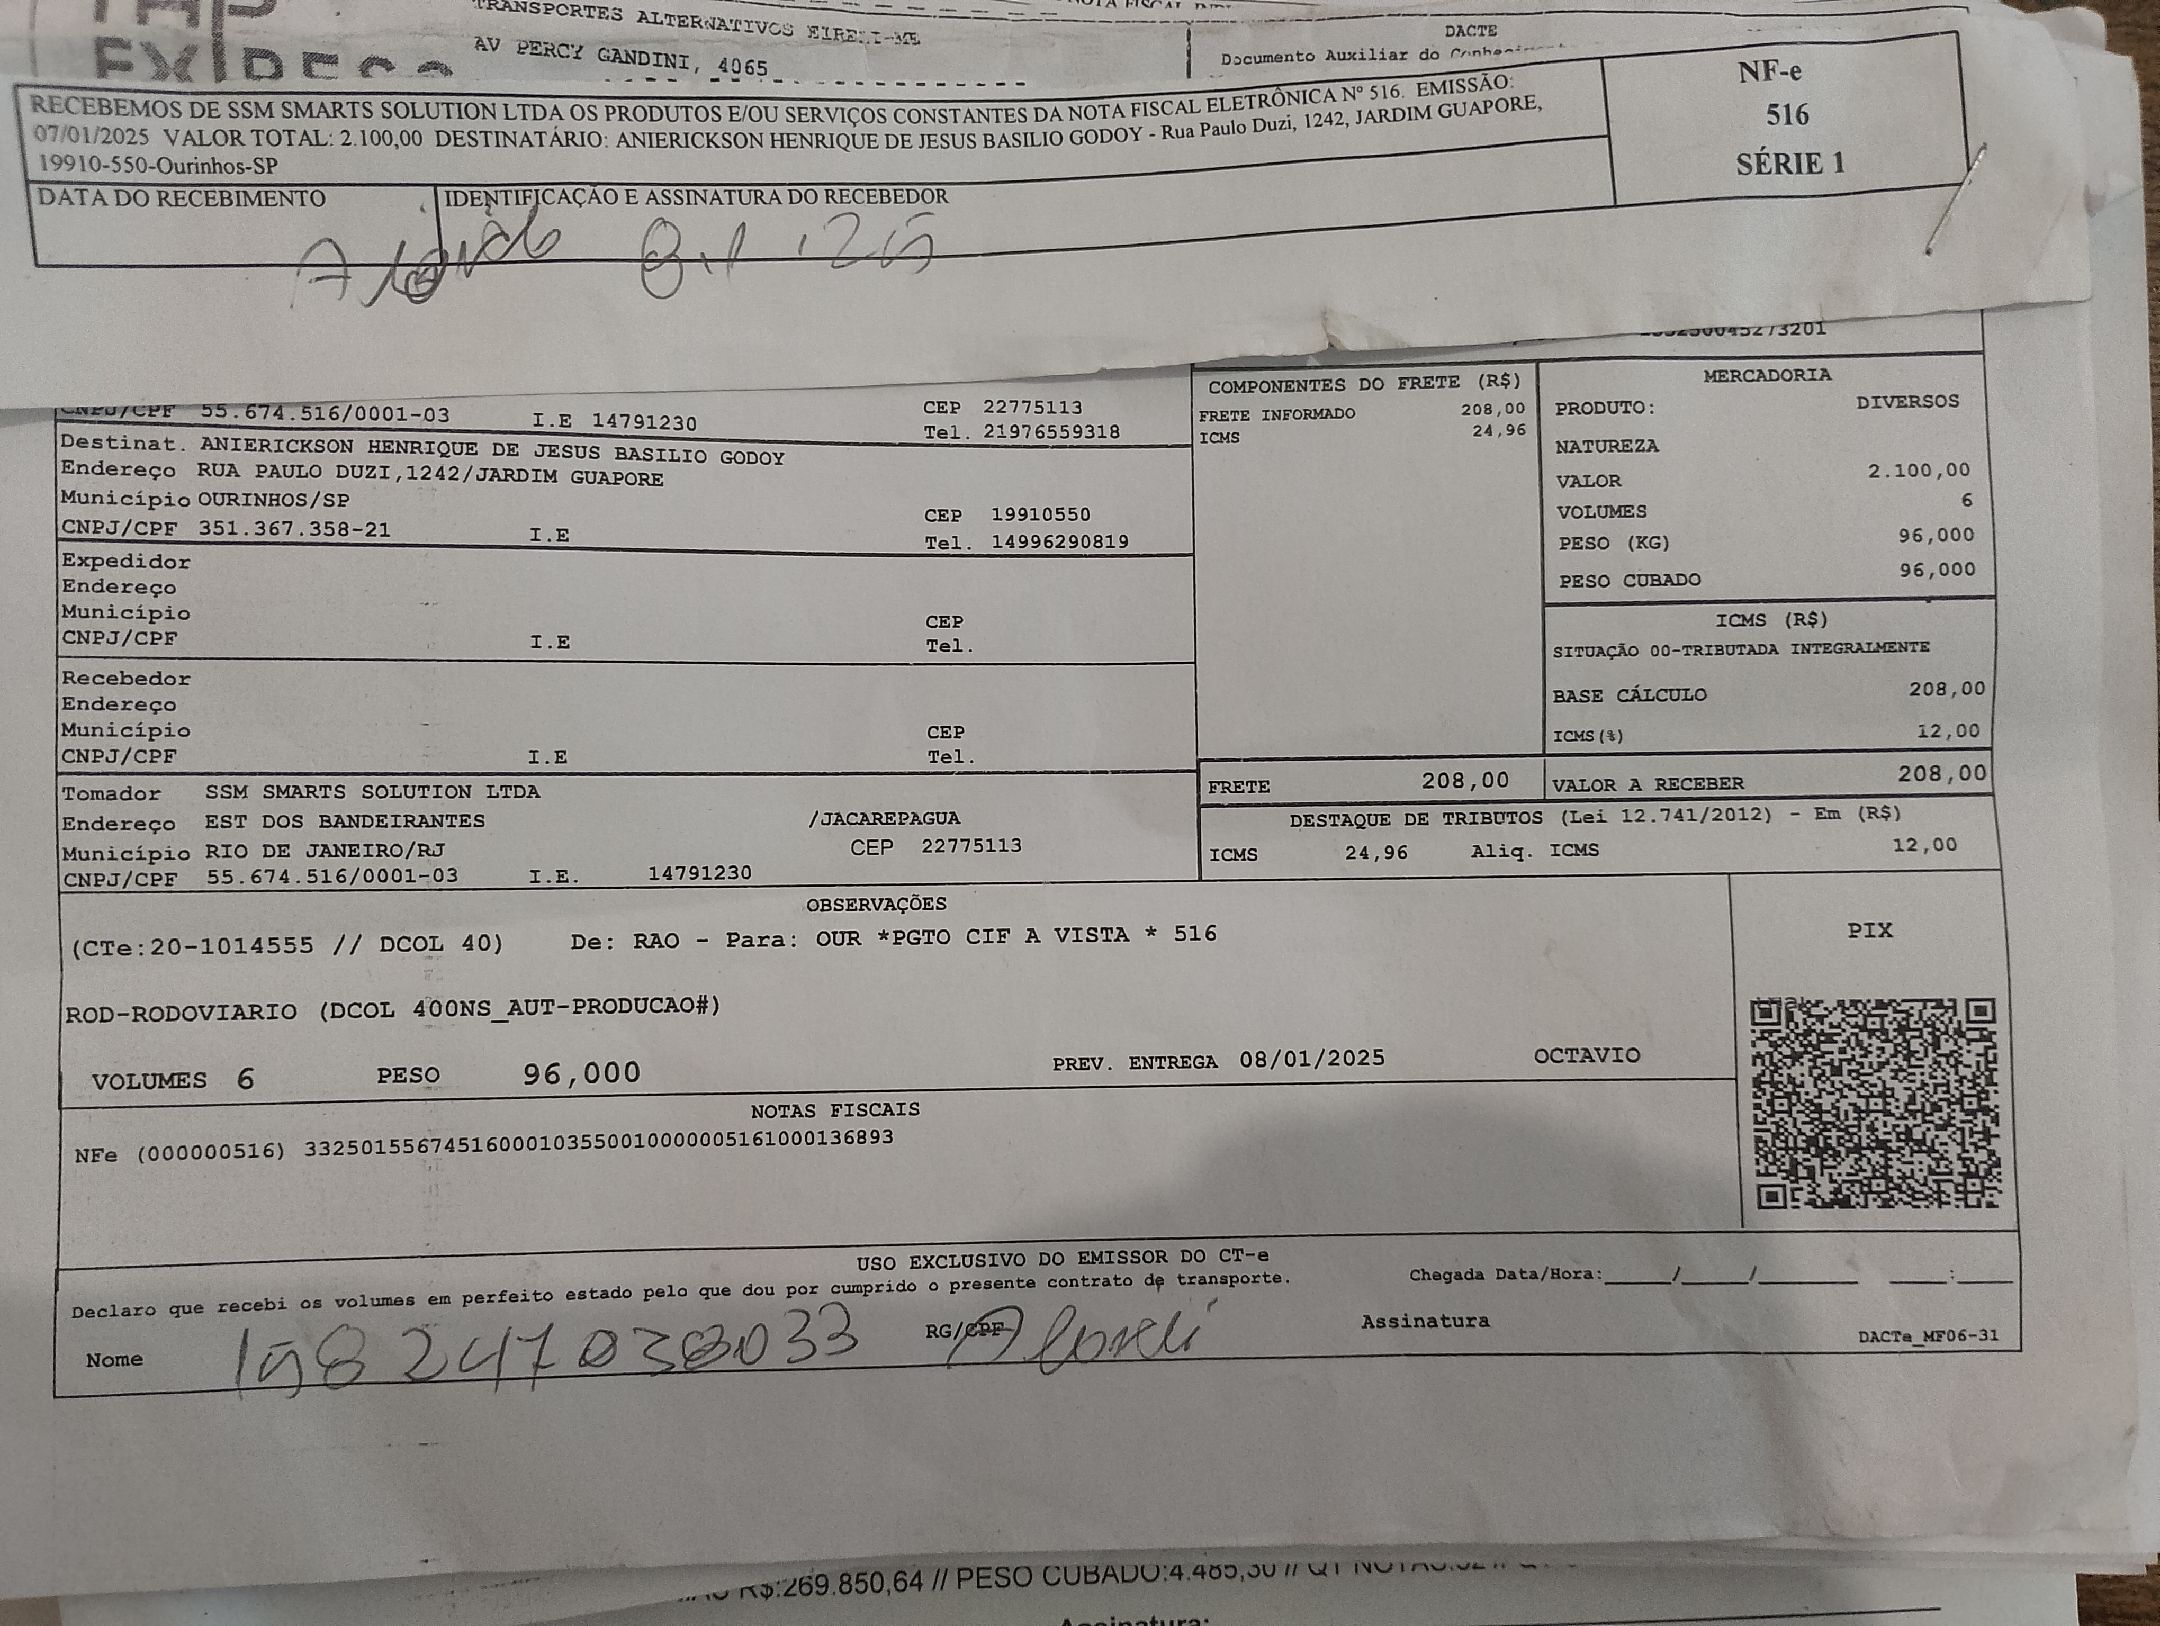 TRANSPORTES ALTERNATIVOS EIRELI-ME
AV PERCY GANDINI, 4065
DACTE
Documento Auxiliar do
RECEBEMOS DE SSM SMARTS SOLUTION LTDA OS PRODUTOS E/OU SERVIÇOS CONSTANTES DA NOTA FISCAL ELETRÔNICA Nº 516. EMISSÃO:
07/01/2025 VALOR TOTAL: 2.100,00 DESTINATÁRIO: ANIERICKSON HENRIQUE DE JESUS BASILIO GODOY - Rua Paulo Duzi, 1242, JARDIM GUAPORE,
19910-550-Ourinhos-SP
NF-e
516
SÉRIE 1
DATA DO RECEBIMENTO
IDENTIFICAÇÃO E ASSINATURA DO RECEBEDOR
8.1.25
CNPJ/CPF 55.674.516/0001-03 I.E 14791230 CEP 22775113
Tel. 21976559318
Destinat. ANIERICKSON HENRIQUE DE JESUS BASILIO GODOY
Endereço RUA PAULO DUZI,1242/JARDIM GUAPORE
Município OURINHOS/SP CEP 19910550
CNPJ/CPF 351.367.358-21 I.E Tel. 14996290819
Expedidor
Endereço
Município CEP
CNPJ/CPF I.E Tel.
Recebedor
Endereço
Município CEP
CNPJ/CPF I.E Tel.
Tomador SSM SMARTS SOLUTION LTDA
Endereço EST DOS BANDEIRANTES /JACAREPAGUA
Município RIO DE JANEIRO/RJ CEP 22775113
CNPJ/CPF 55.674.516/0001-03 I.E. 14791230
COMPONENTES DO FRETE (R$)
FRETE INFORMADO 208,00
ICMS 24,96
MERCADORIA
PRODUTO: DIVERSOS
NATUREZA
VALOR 2.100,00
VOLUMES 6
PESO (KG) 96,000
PESO CUBADO 96,000
ICMS (R$)
SITUAÇÃO 00-TRIBUTADA INTEGRALMENTE
BASE CÁLCULO 208,00
ICMS(%) 12,00
FRETE 208,00 VALOR A RECEBER 208,00
DESTAQUE DE TRIBUTOS (Lei 12.741/2012) - Em (R$)
ICMS 24,96 Aliq. ICMS 12,00
OBSERVAÇÕES
(CTe:20-1014555 // DCOL 40) De: RAO - Para: OUR *PGTO CIF A VISTA * 516
ROD-RODOVIARIO (DCOL 400NS_AUT-PRODUCAO#)
VOLUMES 6 PESO 96,000 PREV. ENTREGA 08/01/2025 OCTAVIO
PIX
NOTAS FISCAIS
NFe (000000516) 33250155674516000103550010000005161000136893
USO EXCLUSIVO DO EMISSOR DO CT-e
Declaro que recebi os volumes em perfeito estado pelo que dou por cumprido o presente contrato de transporte.
Chegada Data/Hora:____/____/______ ___:___
Nome RG/CPF Assinatura
DACTe_MF06-31
R$:269.850,64 // PESO CUBADO:4.485,30 //
Assinatura: